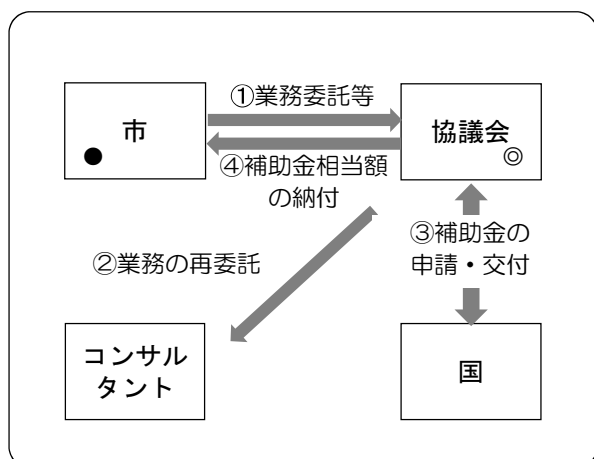 ①業務委託等
市
●
協議会
◎
④補助金相当額
の納付
③補助金の
申請・交付
②業務の再委託
コンサル
タント
国